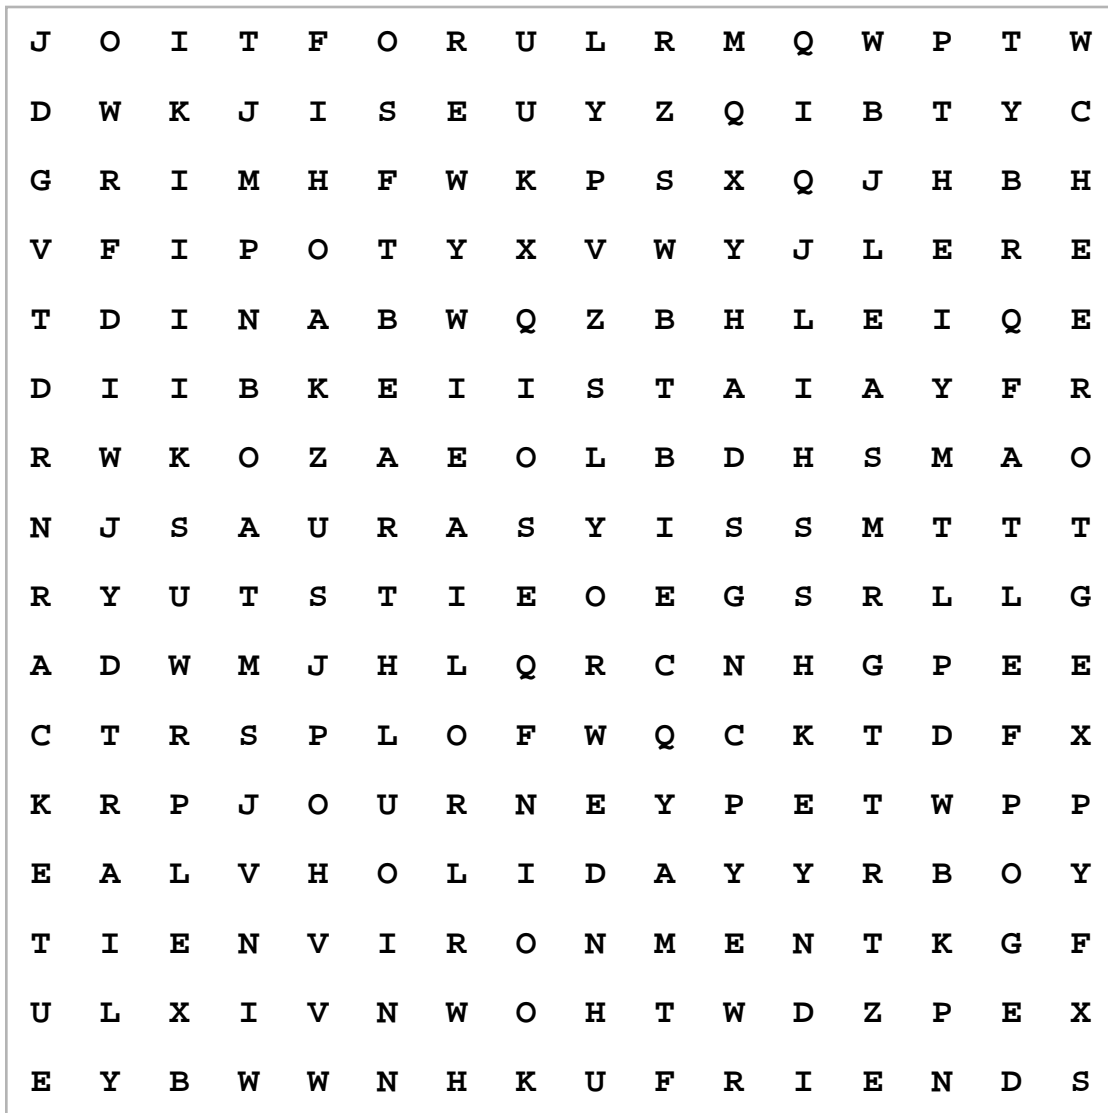 J O I T F O R U L R M Q W P T W
D W K J I S E U Y Z Q I B T Y C
G R I M H F W K P S X Q J H B H
V F I P O T Y X V W Y J L E R E
T D I N A B W Q Z B H L E I Q E
D I I B K E I I S T A I A Y F R
R W K O Z A E O L B D H S M A O
N J S A U R A S Y I S S M T T T
R Y U T S T I E O E G S R L L G
A D W M J H L Q R C N H G P E E
C T R S P L O F W Q C K T D F X
K R P J O U R N E Y P E T W P P
E A L V H O L I D A Y Y R B O Y
T I E N V I R O N M E N T K G F
U L X I V N W O H T W D Z P E X
E Y B W W N H K U F R I E N D S